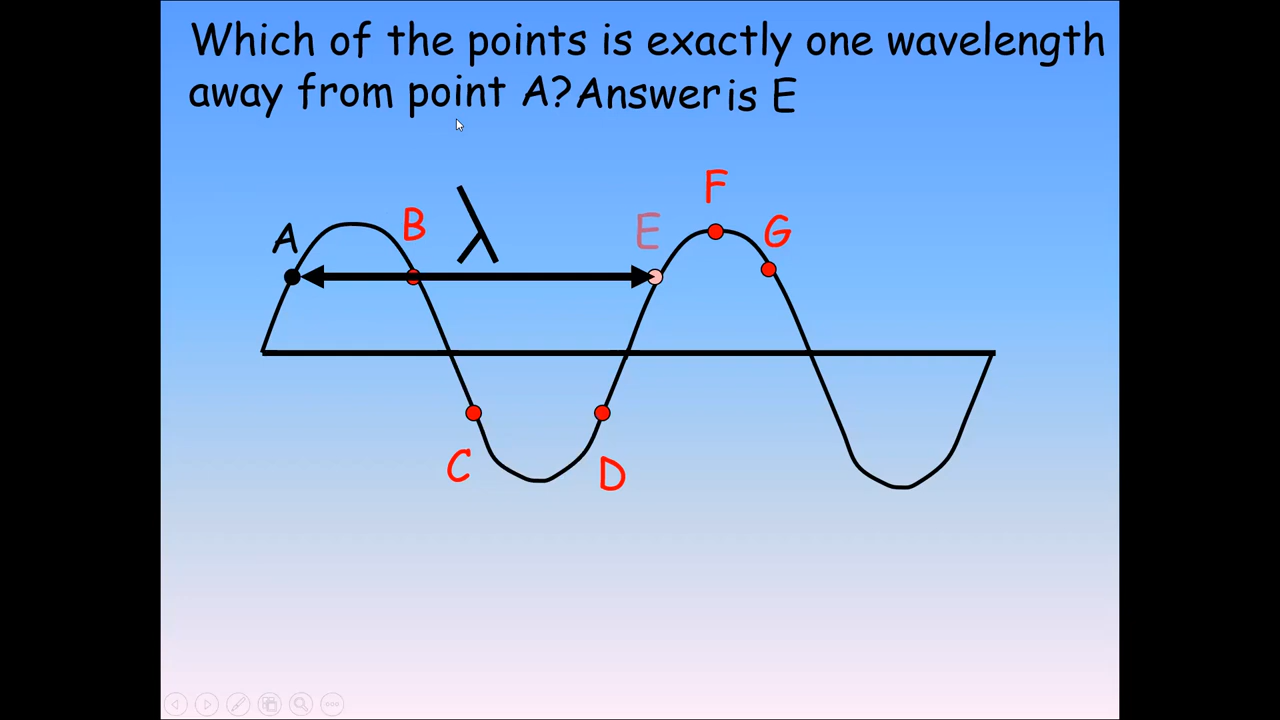 Which of the points is exactly one wavelength
away from point A? Answer is E
F
A
B
λ
E
G
C
D